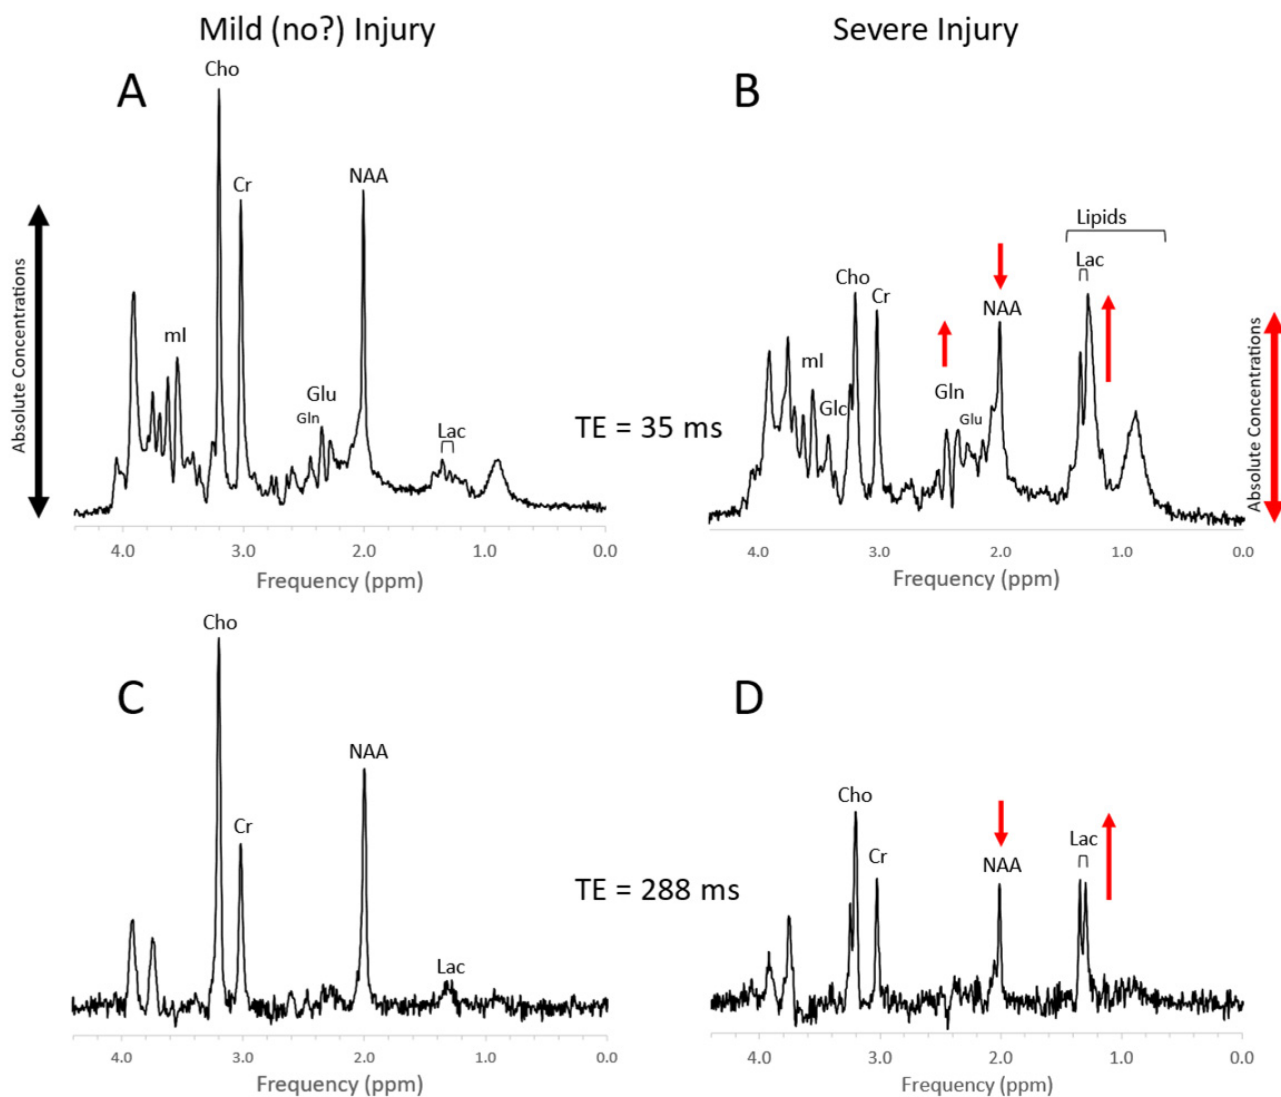 Mild (no?) Injury
Severe Injury
A
Cho
Cr
NAA
mI
Glu
Gln
Lac
Absolute Concentrations
4.0 3.0 2.0 1.0 0.0
Frequency (ppm)
TE = 35 ms
B
Lipids
Lac
Cho
Cr
NAA
mI
Glc
Gln
Glu
Absolute Concentrations
4.0 3.0 2.0 1.0 0.0
Frequency (ppm)
C
Cho
NAA
Cr
Lac
4.0 3.0 2.0 1.0 0.0
Frequency (ppm)
TE = 288 ms
D
Cho
Cr
NAA
Lac
4.0 3.0 2.0 1.0 0.0
Frequency (ppm)